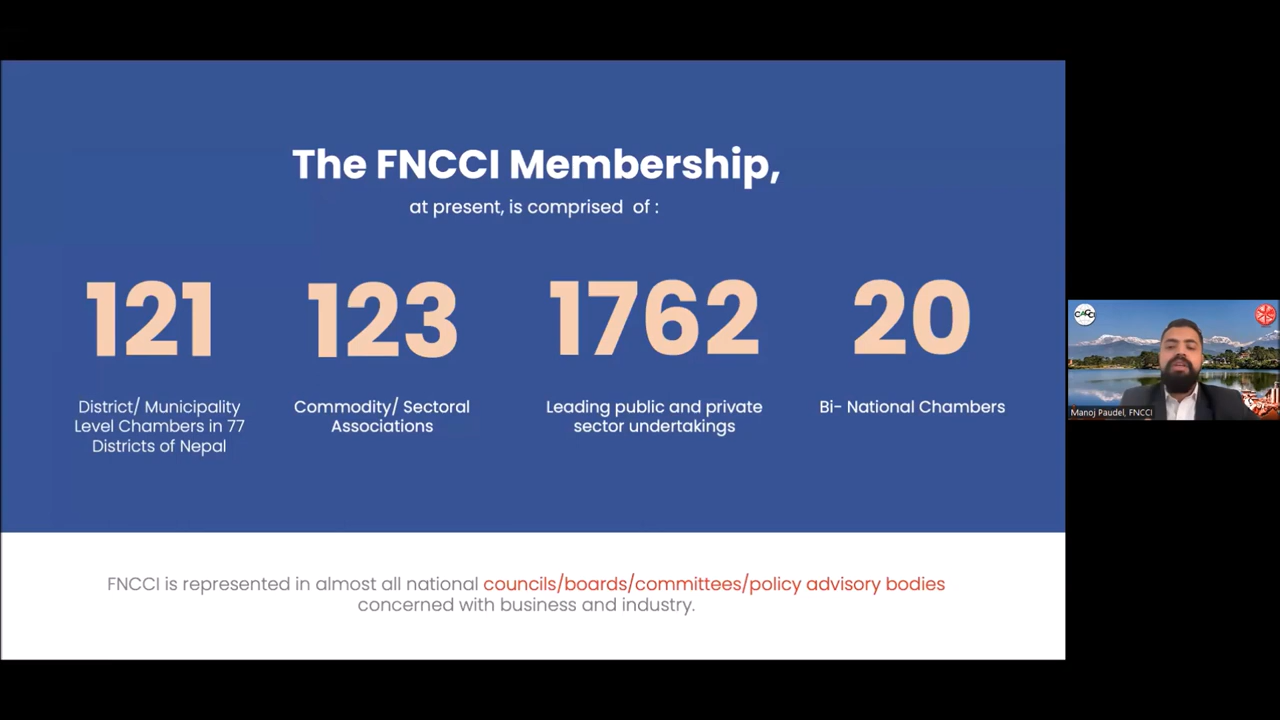 The FNCCI Membership,
at present, is comprised of :
121
District/ Municipality
Level Chambers in 77
Districts of Nepal
123
Commodity/ Sectoral
Associations
1762
Leading public and private
sector undertakings
20
Bi- National Chambers
FNCCI is represented in almost all national councils/boards/committees/policy advisory bodies
concerned with business and industry.
CACCI
Manoj Paudel, FNCCI